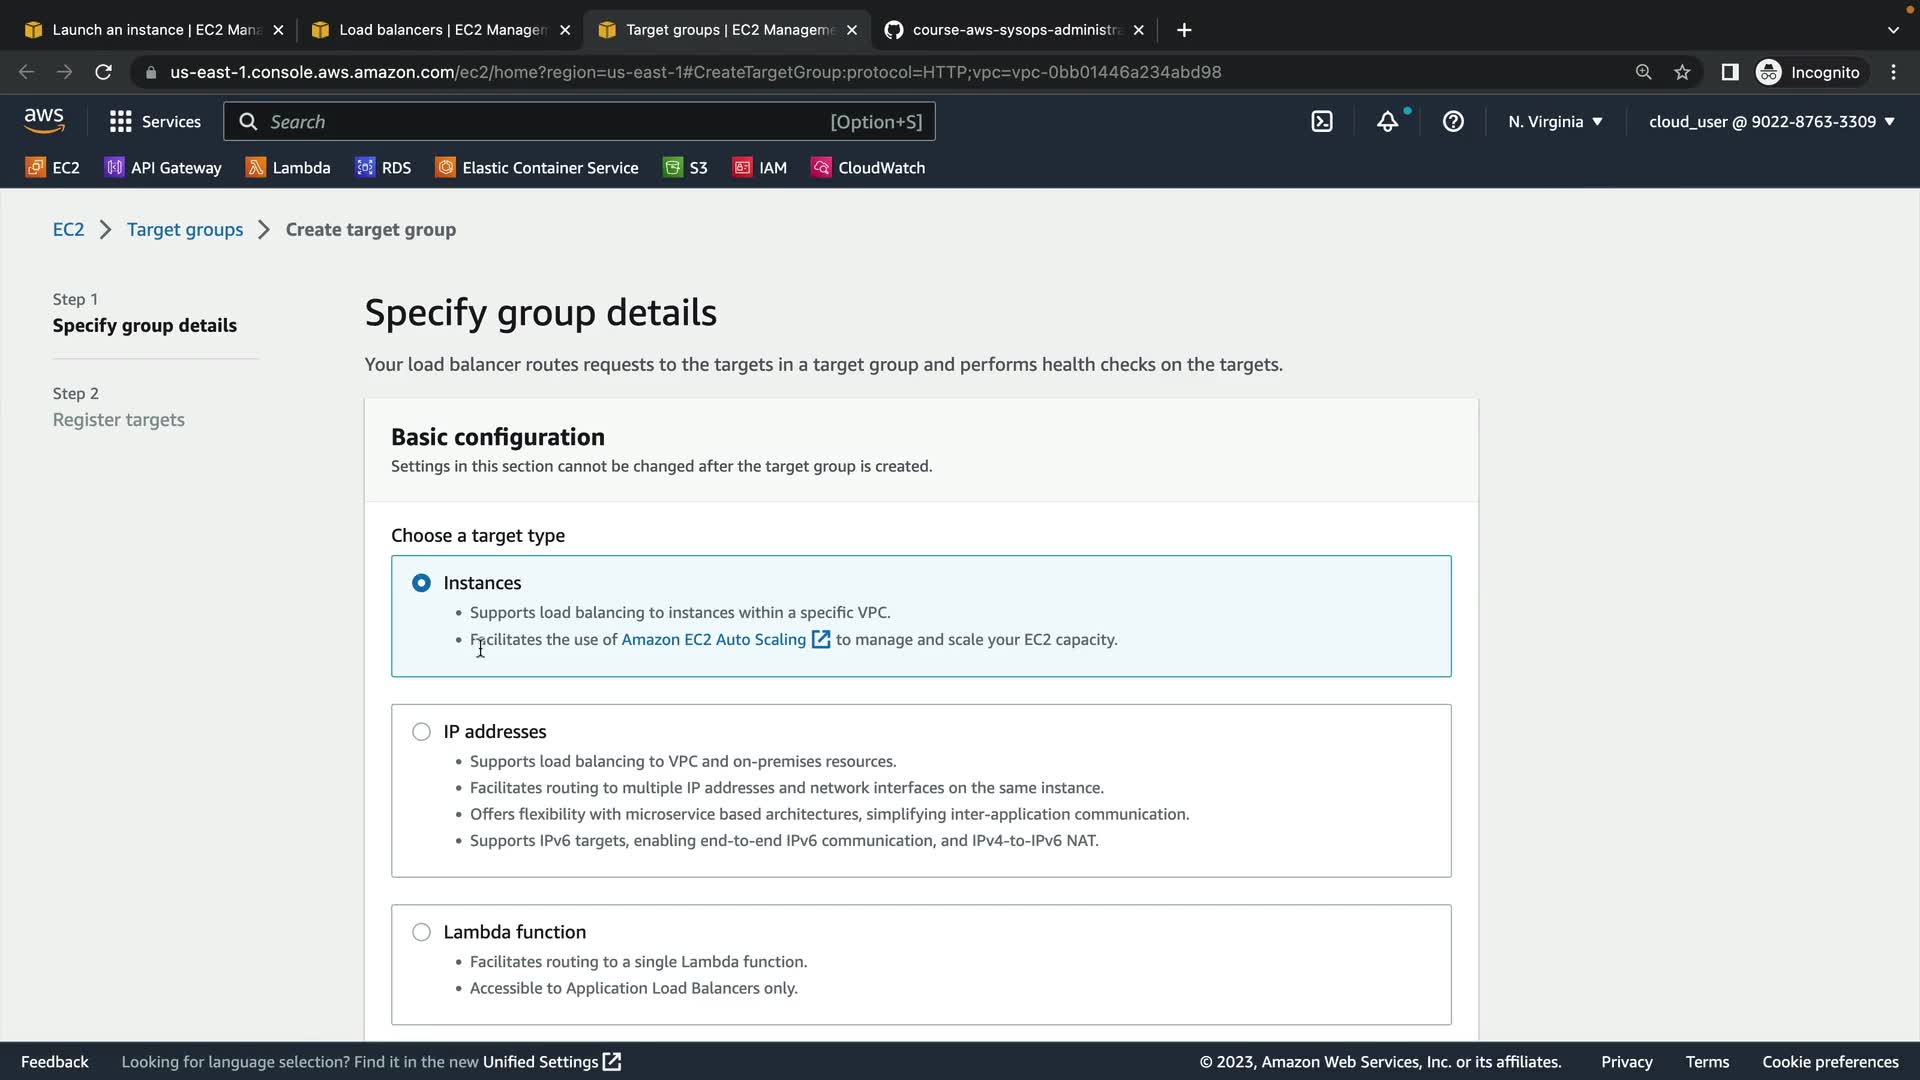 Launch an instance | EC2 Mana
Load balancers | EC2 Managem
Target groups | EC2 Manageme
course-aws-sysops-administra
us-east-1.console.aws.amazon.com/ec2/home?region=us-east-1#CreateTargetGroup:protocol=HTTP;vpc=vpc-0bb01446a234abd98
Incognito
aws
Services
Search
[Option+S]
N. Virginia
cloud_user @ 9022-8763-3309
EC2
API Gateway
Lambda
RDS
Elastic Container Service
S3
IAM
CloudWatch
EC2
Target groups
Create target group
Step 1
Specify group details
Step 2
Register targets
Specify group details
Your load balancer routes requests to the targets in a target group and performs health checks on the targets.
Basic configuration
Settings in this section cannot be changed after the target group is created.
Choose a target type
Instances
• Supports load balancing to instances within a specific VPC.
• Facilitates the use of Amazon EC2 Auto Scaling to manage and scale your EC2 capacity.
IP addresses
• Supports load balancing to VPC and on-premises resources.
• Facilitates routing to multiple IP addresses and network interfaces on the same instance.
• Offers flexibility with microservice based architectures, simplifying inter-application communication.
• Supports IPv6 targets, enabling end-to-end IPv6 communication, and IPv4-to-IPv6 NAT.
Lambda function
• Facilitates routing to a single Lambda function.
• Accessible to Application Load Balancers only.
Feedback
Looking for language selection? Find it in the new Unified Settings
© 2023, Amazon Web Services, Inc. or its affiliates.
Privacy
Terms
Cookie preferences